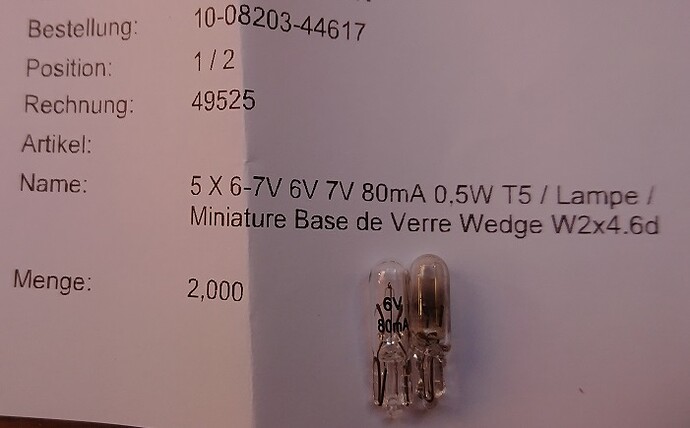 Bestellung: 10-08203-44617
Position: 1 / 2
Rechnung: 49525
Artikel:
Name: 5 X 6-7V 6V 7V 80mA 0.5W T5 / Lampe /
Miniature Base de Verre Wedge W2x4.6d
Menge: 2,000
6V
80mA